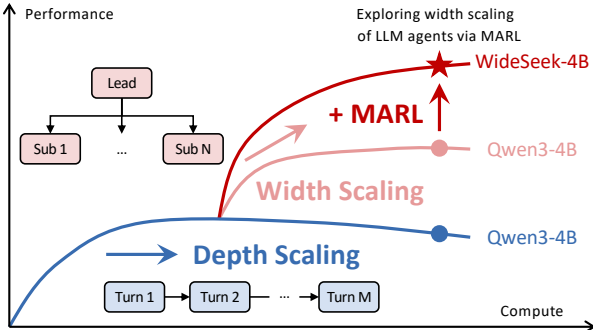 Performance
Exploring width scaling
of LLM agents via MARL
WideSeek-4B
Lead
+ MARL
Sub 1
...
Sub N
Qwen3-4B
Width Scaling
Qwen3-4B
Depth Scaling
Turn 1
Turn 2
...
Turn M
Compute